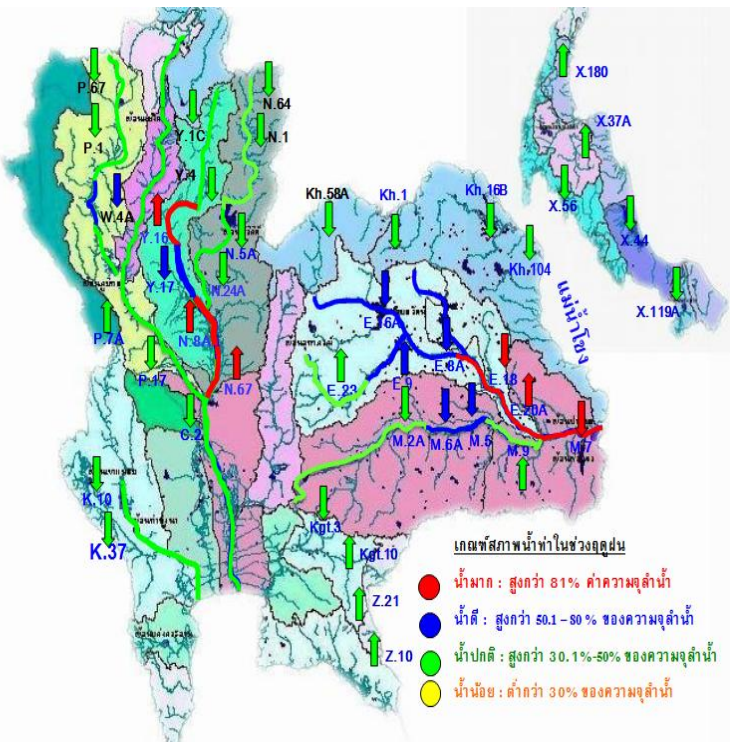 P.67
P.1
W.4A
Y.1C
Y.4
N.64
N.1
Y.16
Y.17
N.5A
N.24A
N.8A
N.67
P.7A
P.17
C.2
K.10
K.37
Kh.58A
Kh.1
Kh.16B
Kh.104
แม่น้ำโขง
E.16A
E.8A
E.23
E.9
E.18
E.20A
M.2A
M.6A
M.5
M.9
M.7
Kgt.3
Kgt.10
Z.21
Z.10
X.180
X.37A
X.56
X.44
X.119A
เกณฑ์สภาพน้ำท่าในช่วงฤดูฝน
น้ำมาก : สูงกว่า 81% ค่าความจุลำน้ำ
น้ำดี : สูงกว่า 50.1 – 80 % ของความจุลำน้ำ
น้ำปกติ : สูงกว่า 30.1%-50% ของความจุลำน้ำ
น้ำน้อย : ต่ำกว่า 30% ของความจุลำน้ำ